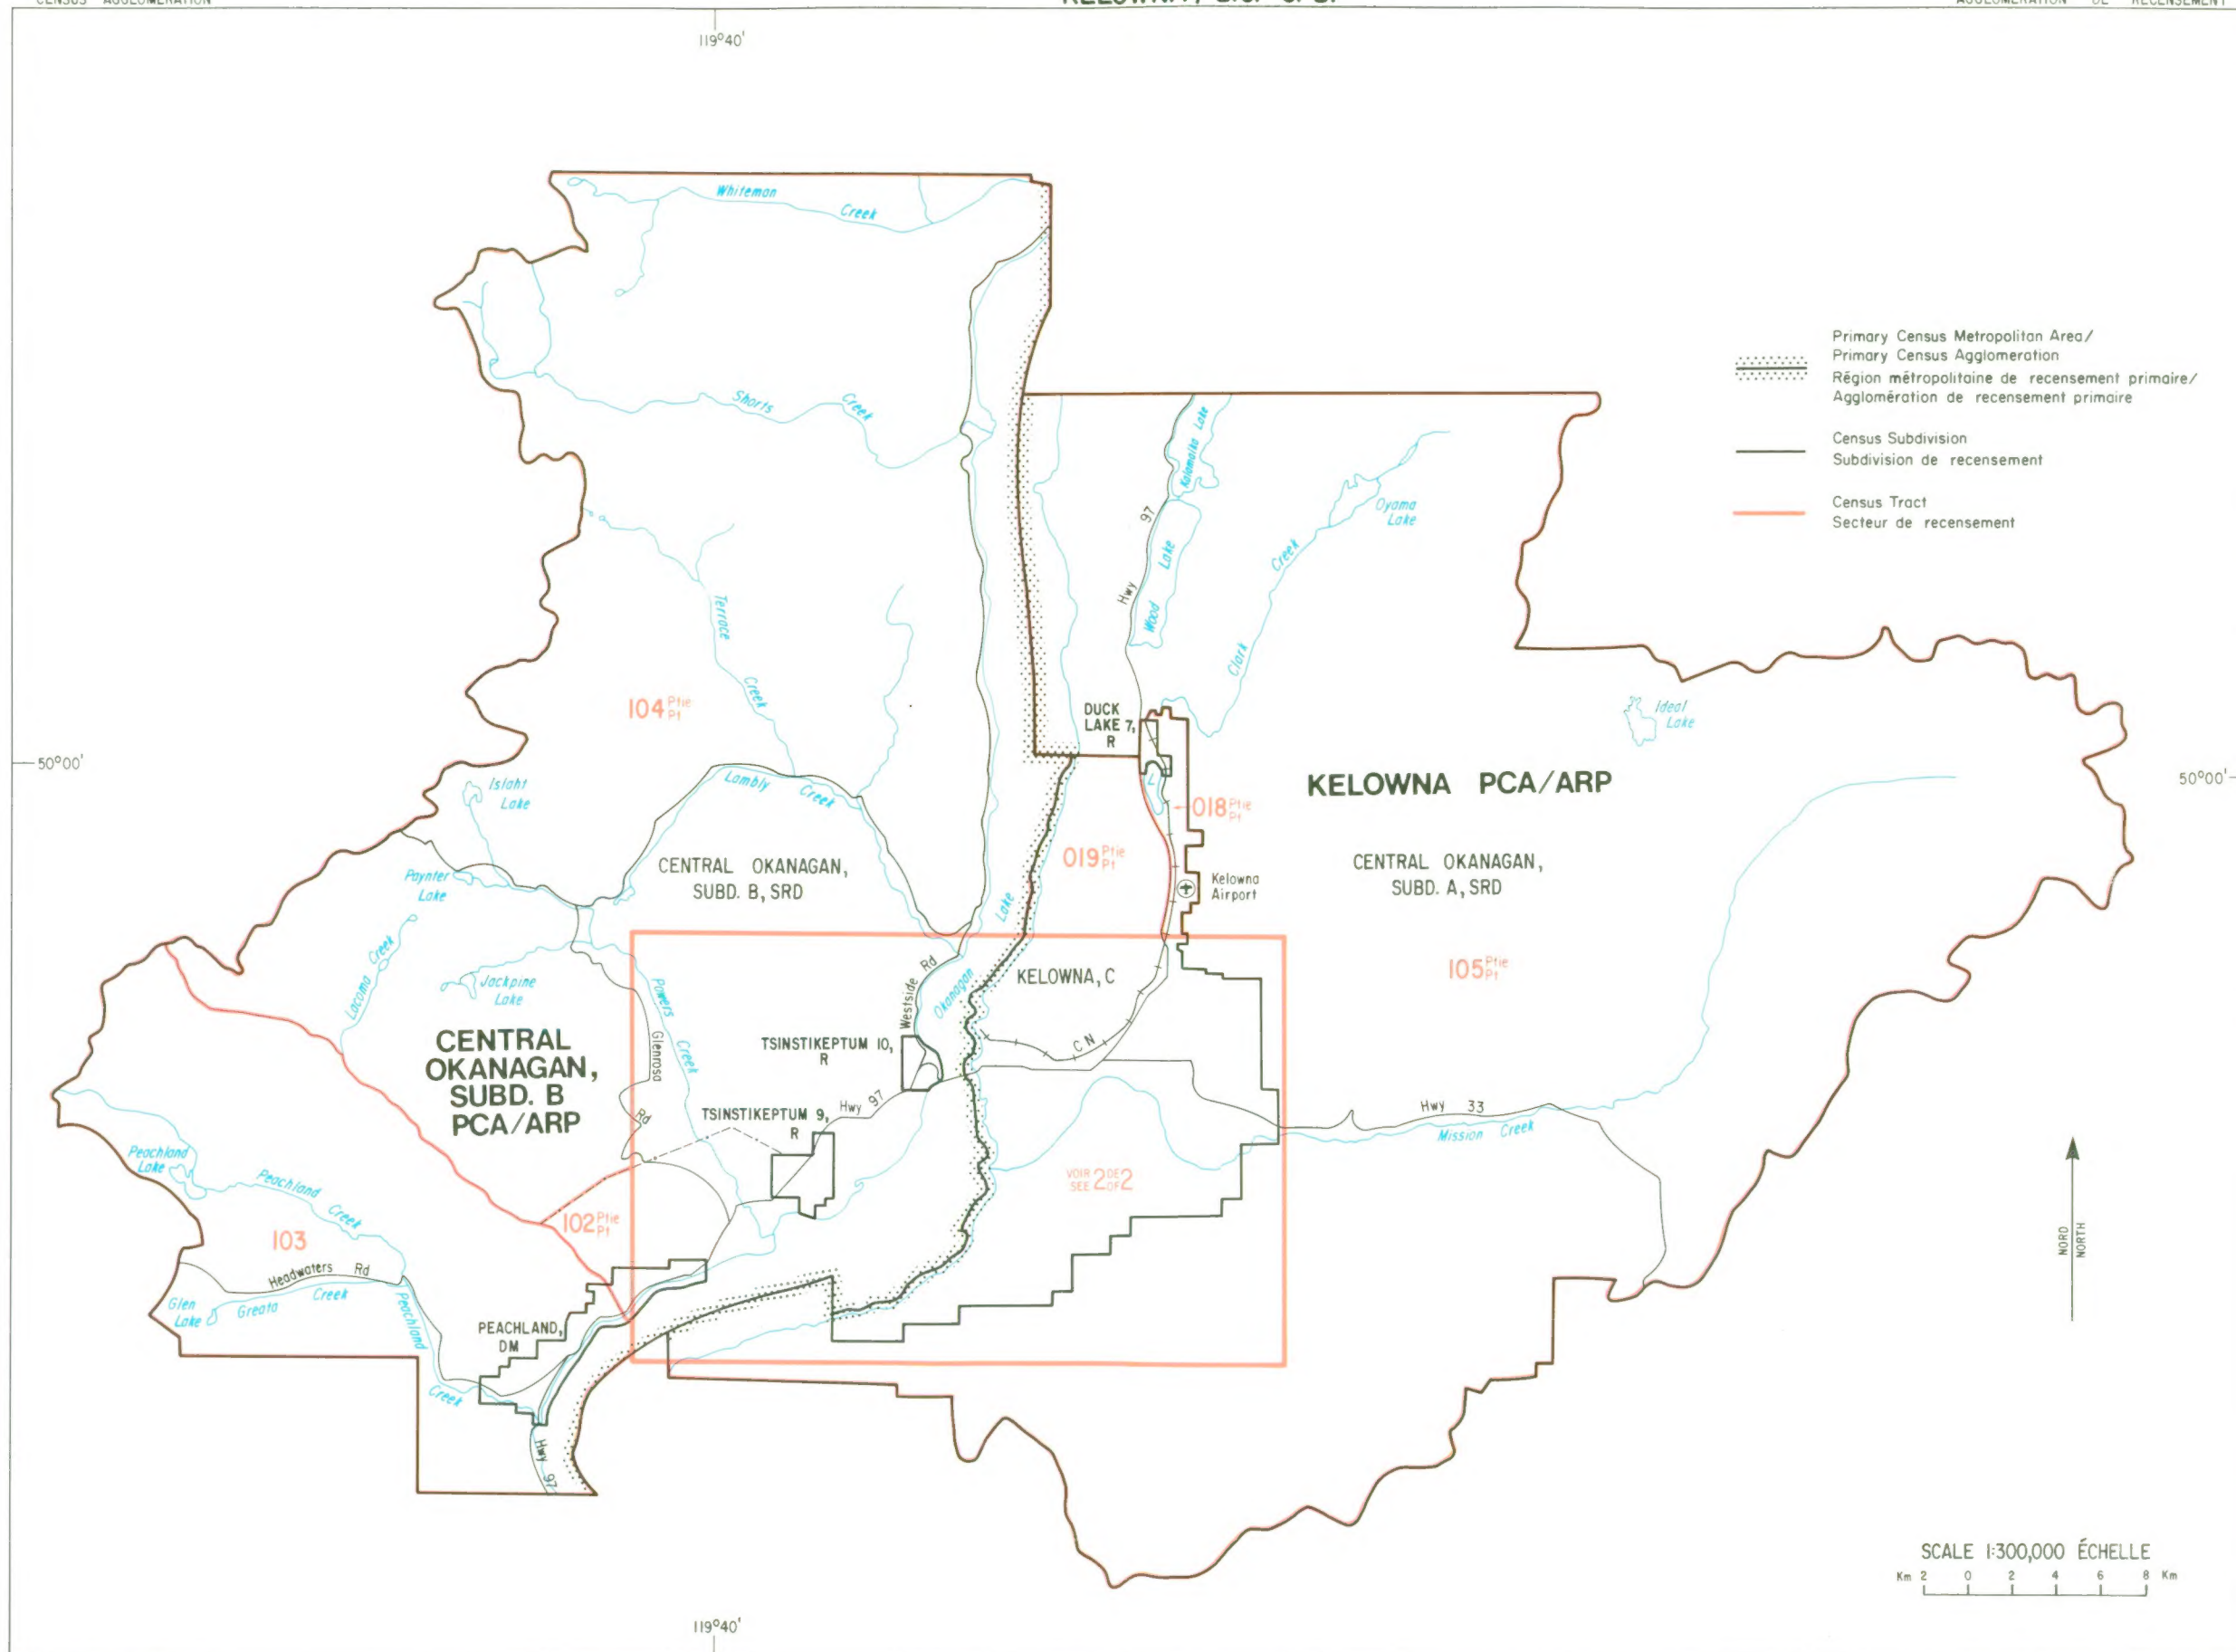 119°40'
Whiteman Creek
Shorts Creek
Primary Census Metropolitan Area/
Primary Census Agglomeration
Région métropolitaine de recensement primaire/
Agglomération de recensement primaire
Census Subdivision
Subdivision de recensement
Census Tract
Secteur de recensement
Kalamalka Lake
Oyama
Lake
Hwy 97
Wood Lake
Clark Creek
Terrace Creek
104 Ptie
Pt
DUCK
LAKE 7,
R
Ideal
Lake
50°00'
50°00'
KELOWNA PCA/ARP
Islaht
Lake
Lambly Creek
L
018 Ptie
Pt
019 Ptie
Pt
CENTRAL OKANAGAN,
SUBD. B, SRD
CENTRAL OKANAGAN,
SUBD. A, SRD
Paynter
Lake
Kelowna
Airport
Okanagan Lake
105 Ptie
Pt
Lacoma Creek
Jackpine
Lake
Powers Creek
Westside Rd
KELOWNA, C
CENTRAL
OKANAGAN,
SUBD. B
PCA/ARP
Glenrosa Rd
TSINSTIKEPTUM 10,
R
C N
TSINSTIKEPTUM 9,
R
Hwy 97
Hwy 33
Mission Creek
Peachland
Lake
Peachland Creek
VOIR 2 DE 2
SEE 2 OF 2
102 Ptie
Pt
103
Headwaters Rd
Glen
Lake
Greata Creek
Peachland Creek
PEACHLAND,
DM
Hwy 97
NORD
NORTH
SCALE 1:300,000 ÉCHELLE
Km 2 0 2 4 6 8 Km
119°40'